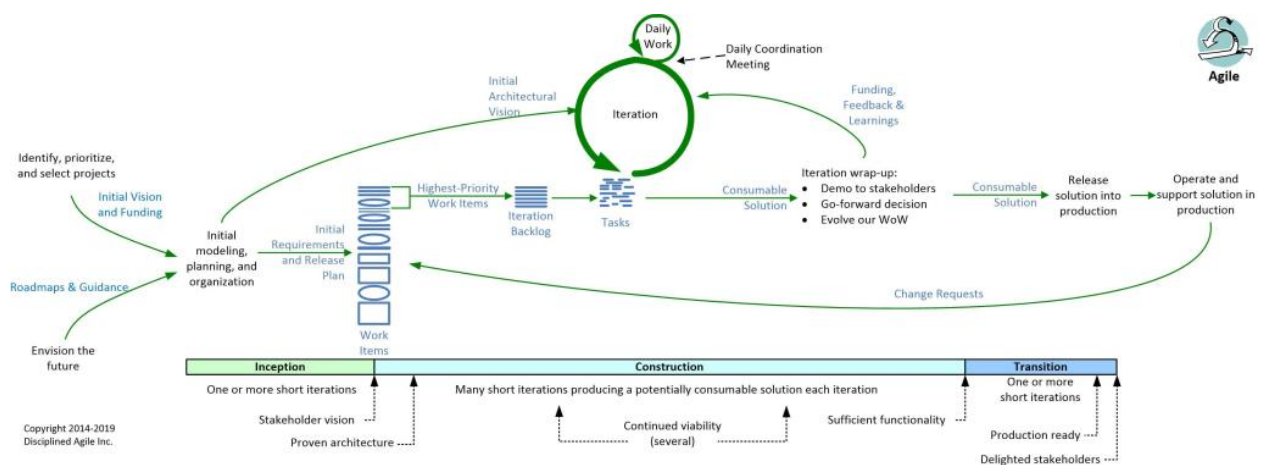 Daily
Work
Daily Coordination
Meeting
Agile
Initial
Architectural
Vision
Iteration
Funding,
Feedback &
Learnings
Identify, prioritize,
and select projects
Initial Vision
and Funding
Initial
modeling,
planning, and
organization
Roadmaps & Guidance
Envision the
future
Initial
Requirements
and Release
Plan
Highest-Priority
Work Items
Iteration
Backlog
Tasks
Work
Items
Consumable
Solution
Iteration wrap-up:
• Demo to stakeholders
• Go-forward decision
• Evolve our WoW
Consumable
Solution
Release
solution into
production
Operate and
support solution in
production
Change Requests
Inception
Construction
Transition
One or more short iterations
Many short iterations producing a potentially consumable solution each iteration
One or more
short iterations
Stakeholder vision
Proven architecture
Continued viability
(several)
Sufficient functionality
Production ready
Delighted stakeholders
Copyright 2014-2019
Disciplined Agile Inc.